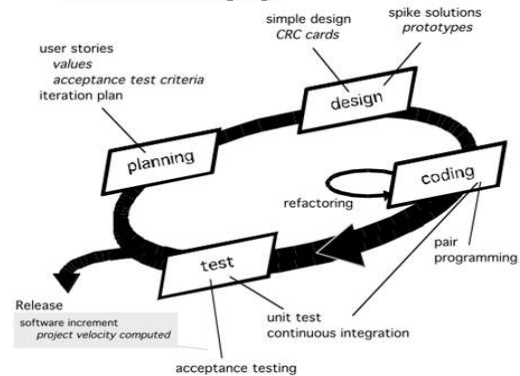 simple design
CRC cards
spike solutions
prototypes
user stories
values
acceptance test criteria
iteration plan
design
planning
coding
refactoring
test
pair
programming
Release
software increment
project velocity computed
unit test
continuous integration
acceptance testing